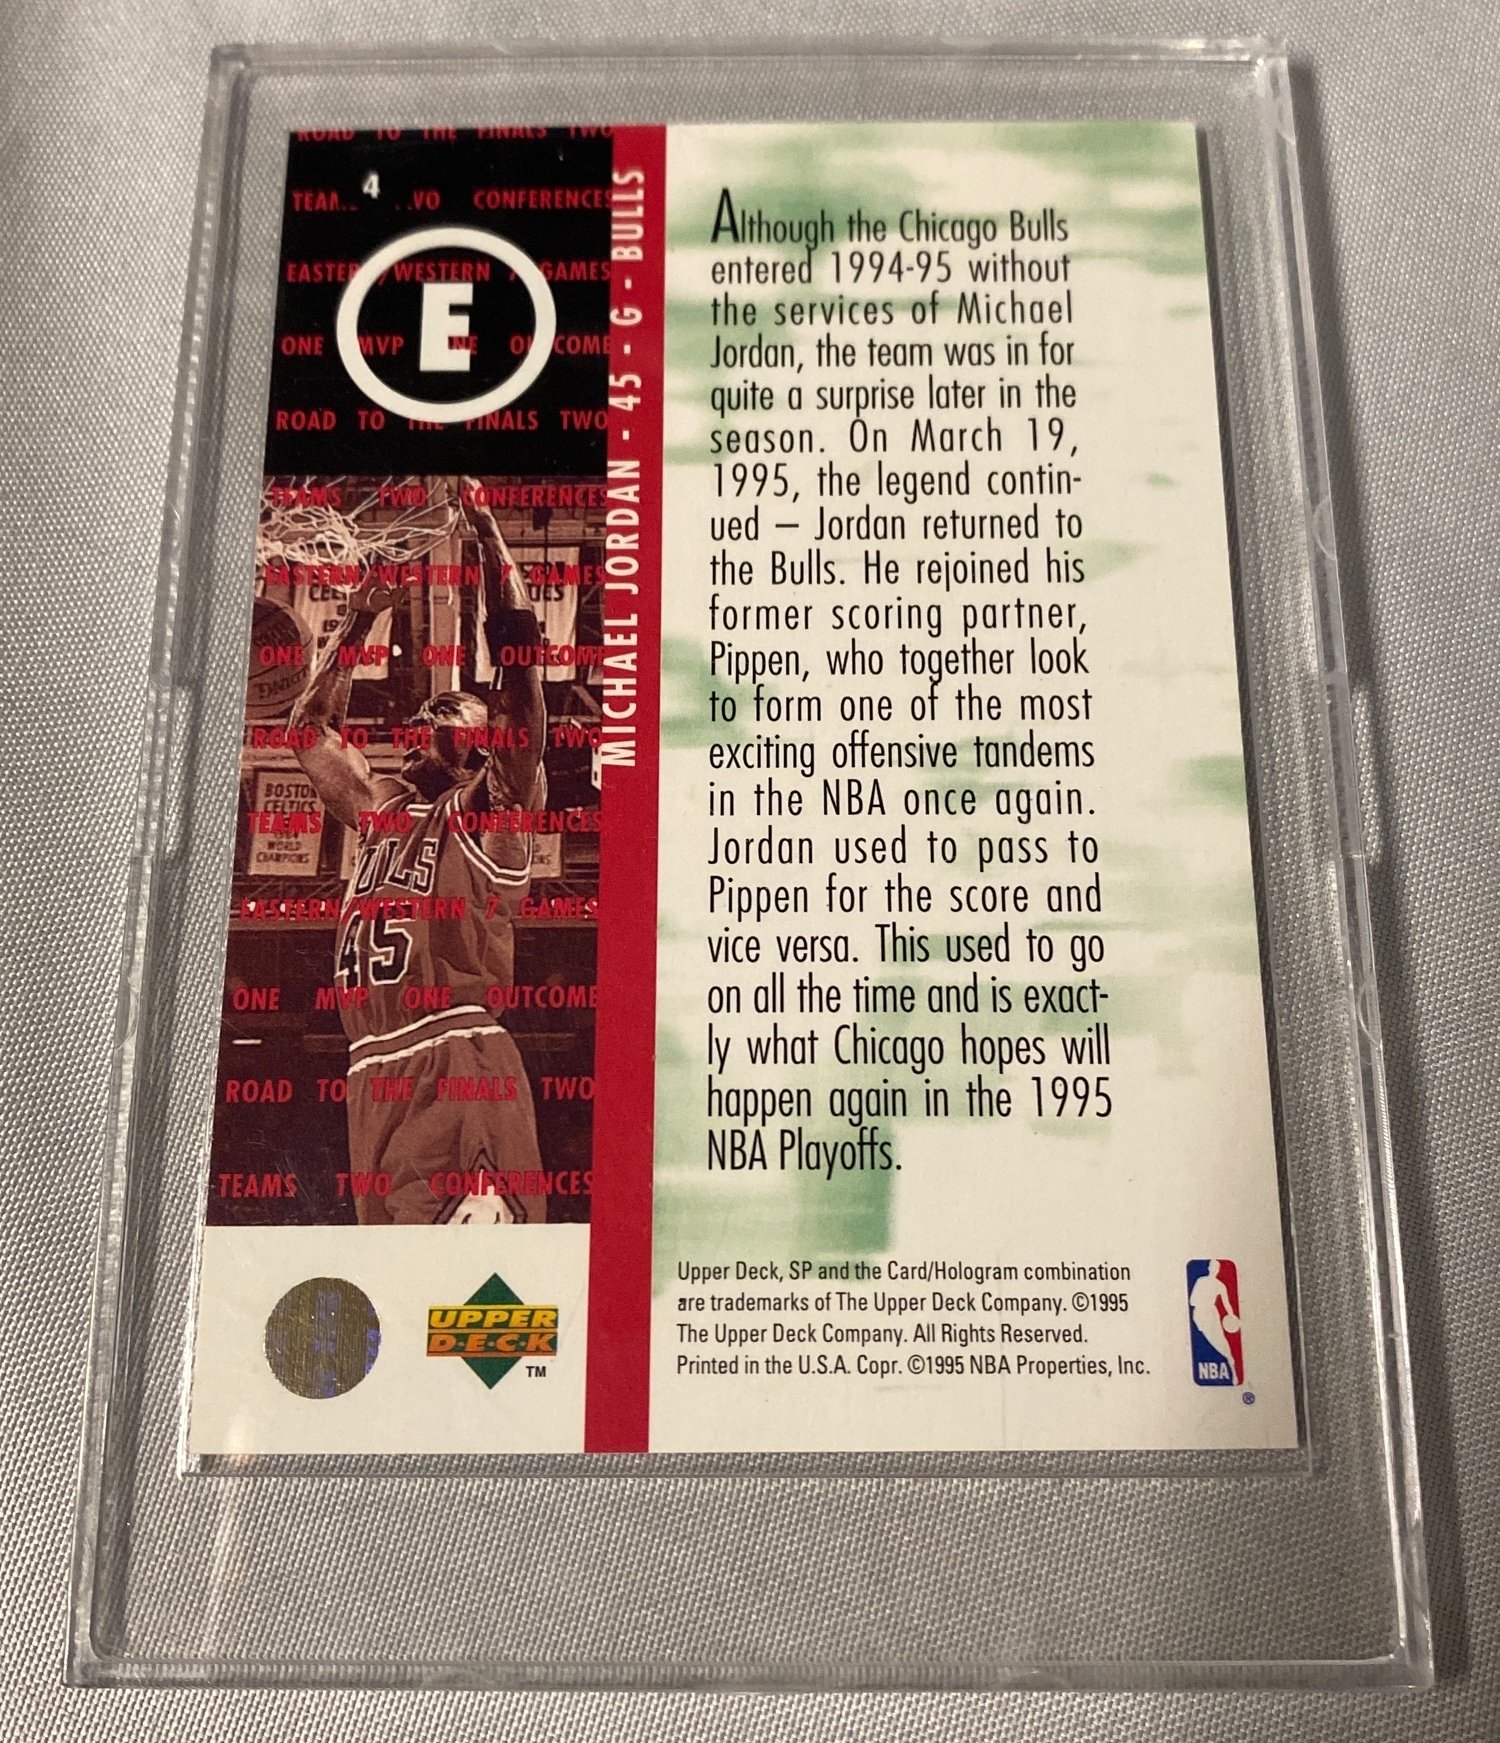 ROAD TO THE FINALS TWO
4
CONFERENCES
E
GAMES
ONE MVP
ROAD TO THE FINALS TWO
TEAMS TWO CONFERENCES
EASTERN/WESTERN 7 GAMES
ONE MVP ONE OUTCOME
ROAD TO THE FINALS TWO
BOSTON
CELTICS
TEAMS TWO CONFERENCES
WORLD
CHAMPIONS
EASTERN/WESTERN 7 GAMES
45
ONE MVP ONE OUTCOME
ROAD TO THE FINALS TWO
TEAMS TWO CONFERENCES
MICHAEL JORDAN - 45 - G - BULLS
Although the Chicago Bulls
entered 1994-95 without
the services of Michael
Jordan, the team was in for
quite a surprise later in the
season. On March 19,
1995, the legend contin-
ued – Jordan returned to
the Bulls. He rejoined his
former scoring partner,
Pippen, who together look
to form one of the most
exciting offensive tandems
in the NBA once again.
Jordan used to pass to
Pippen for the score and
vice versa. This used to go
on all the time and is exact-
ly what Chicago hopes will
happen again in the 1995
NBA Playoffs.
UPPER
D·E·C·K
TM
Upper Deck, SP and the Card/Hologram combination
are trademarks of The Upper Deck Company. ©1995
The Upper Deck Company. All Rights Reserved.
Printed in the U.S.A. Copr. ©1995 NBA Properties, Inc.
NBA
®